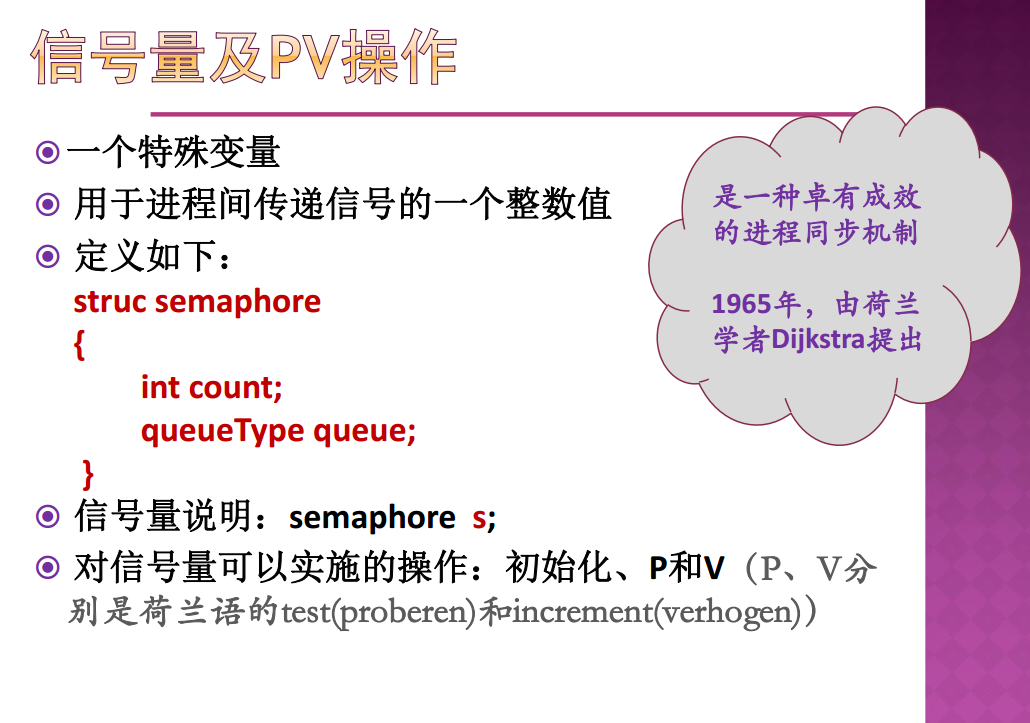 信号量及PV操作
一个特殊变量
用于进程间传递信号的一个整数值
定义如下：
struc semaphore
{
int count;
queueType queue;
}
信号量说明：semaphore s;
对信号量可以实施的操作：初始化、P和V（P、V分
别是荷兰语的test(proberen)和increment(verhogen)）
是一种卓有成效
的进程同步机制
1965年，由荷兰
学者Dijkstra提出